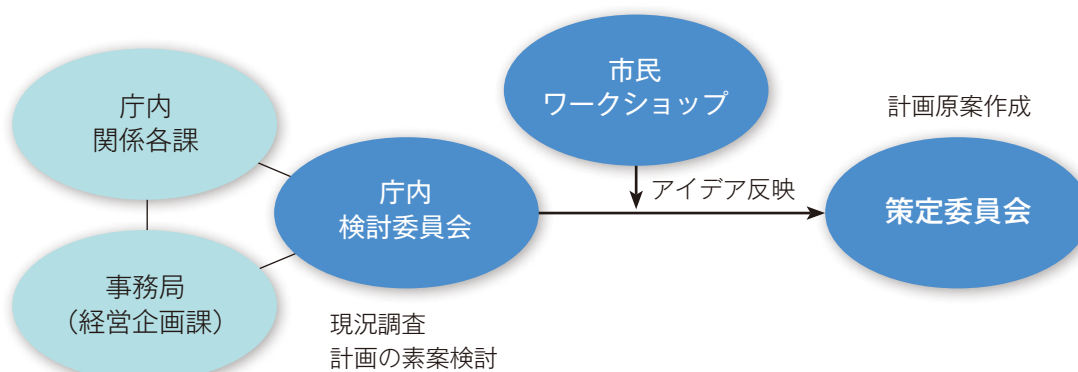 庁内
関係各課
事務局
（経営企画課）
庁内
検討委員会
現況調査
計画の素案検討
市民
ワークショップ
アイデア反映
計画原案作成
策定委員会